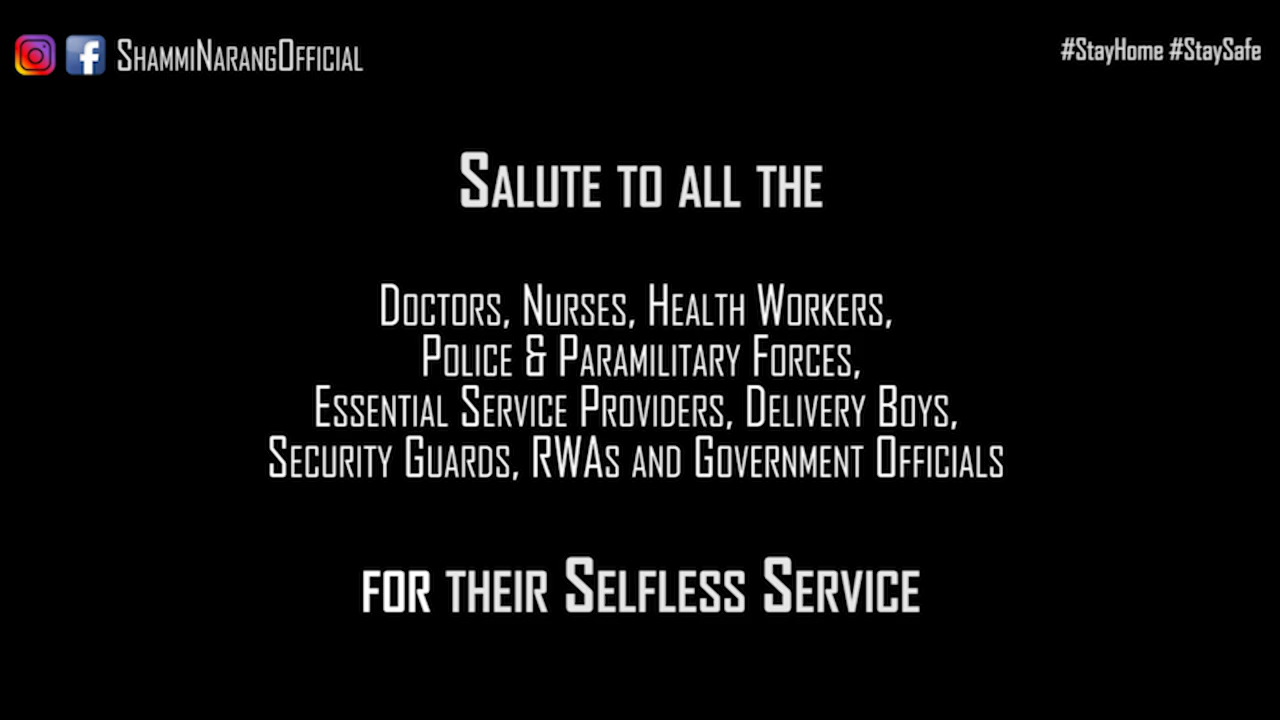 ShammiNarangOfficial
#StayHome #StaySafe
Salute to all the
Doctors, Nurses, Health Workers,
Police & Paramilitary Forces,
Essential Service Providers, Delivery Boys,
Security Guards, RWAs and Government Officials
for their Selfless Service